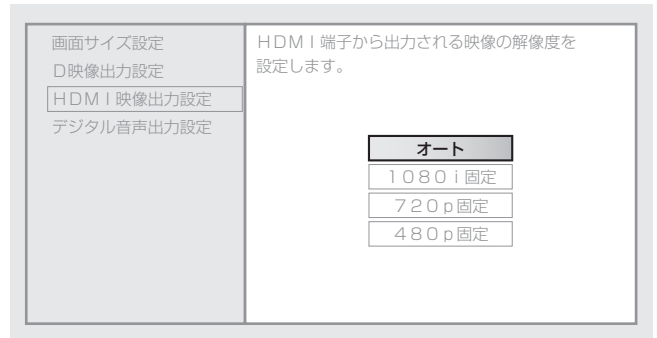 画面サイズ設定
D映像出力設定
HDMI映像出力設定
デジタル音声出力設定
HDMI端子から出力される映像の解像度を
設定します。
オート
1080i固定
720p固定
480p固定